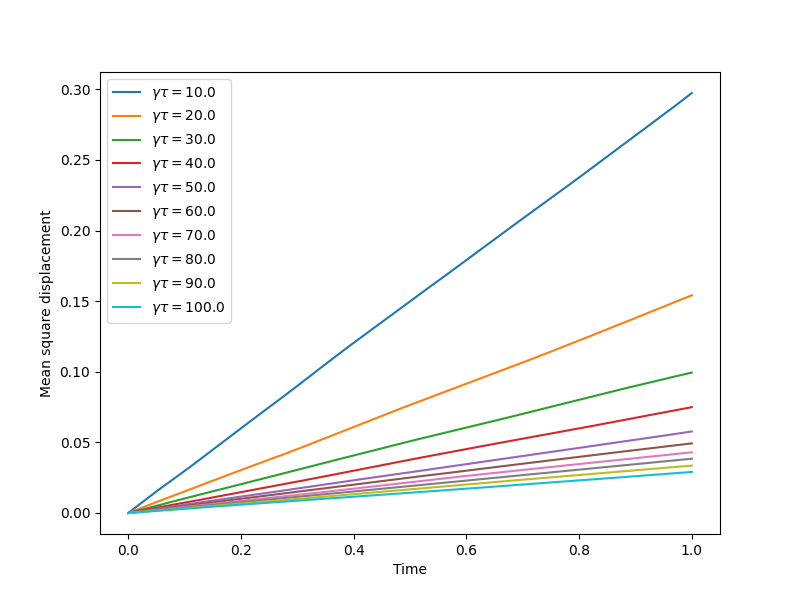 0.30
0.25
0.20
0.15
0.10
0.05
0.00
Mean square displacement
γτ = 10.0
γτ = 20.0
γτ = 30.0
γτ = 40.0
γτ = 50.0
γτ = 60.0
γτ = 70.0
γτ = 80.0
γτ = 90.0
γτ = 100.0
0.0 0.2 0.4 0.6 0.8 1.0
Time